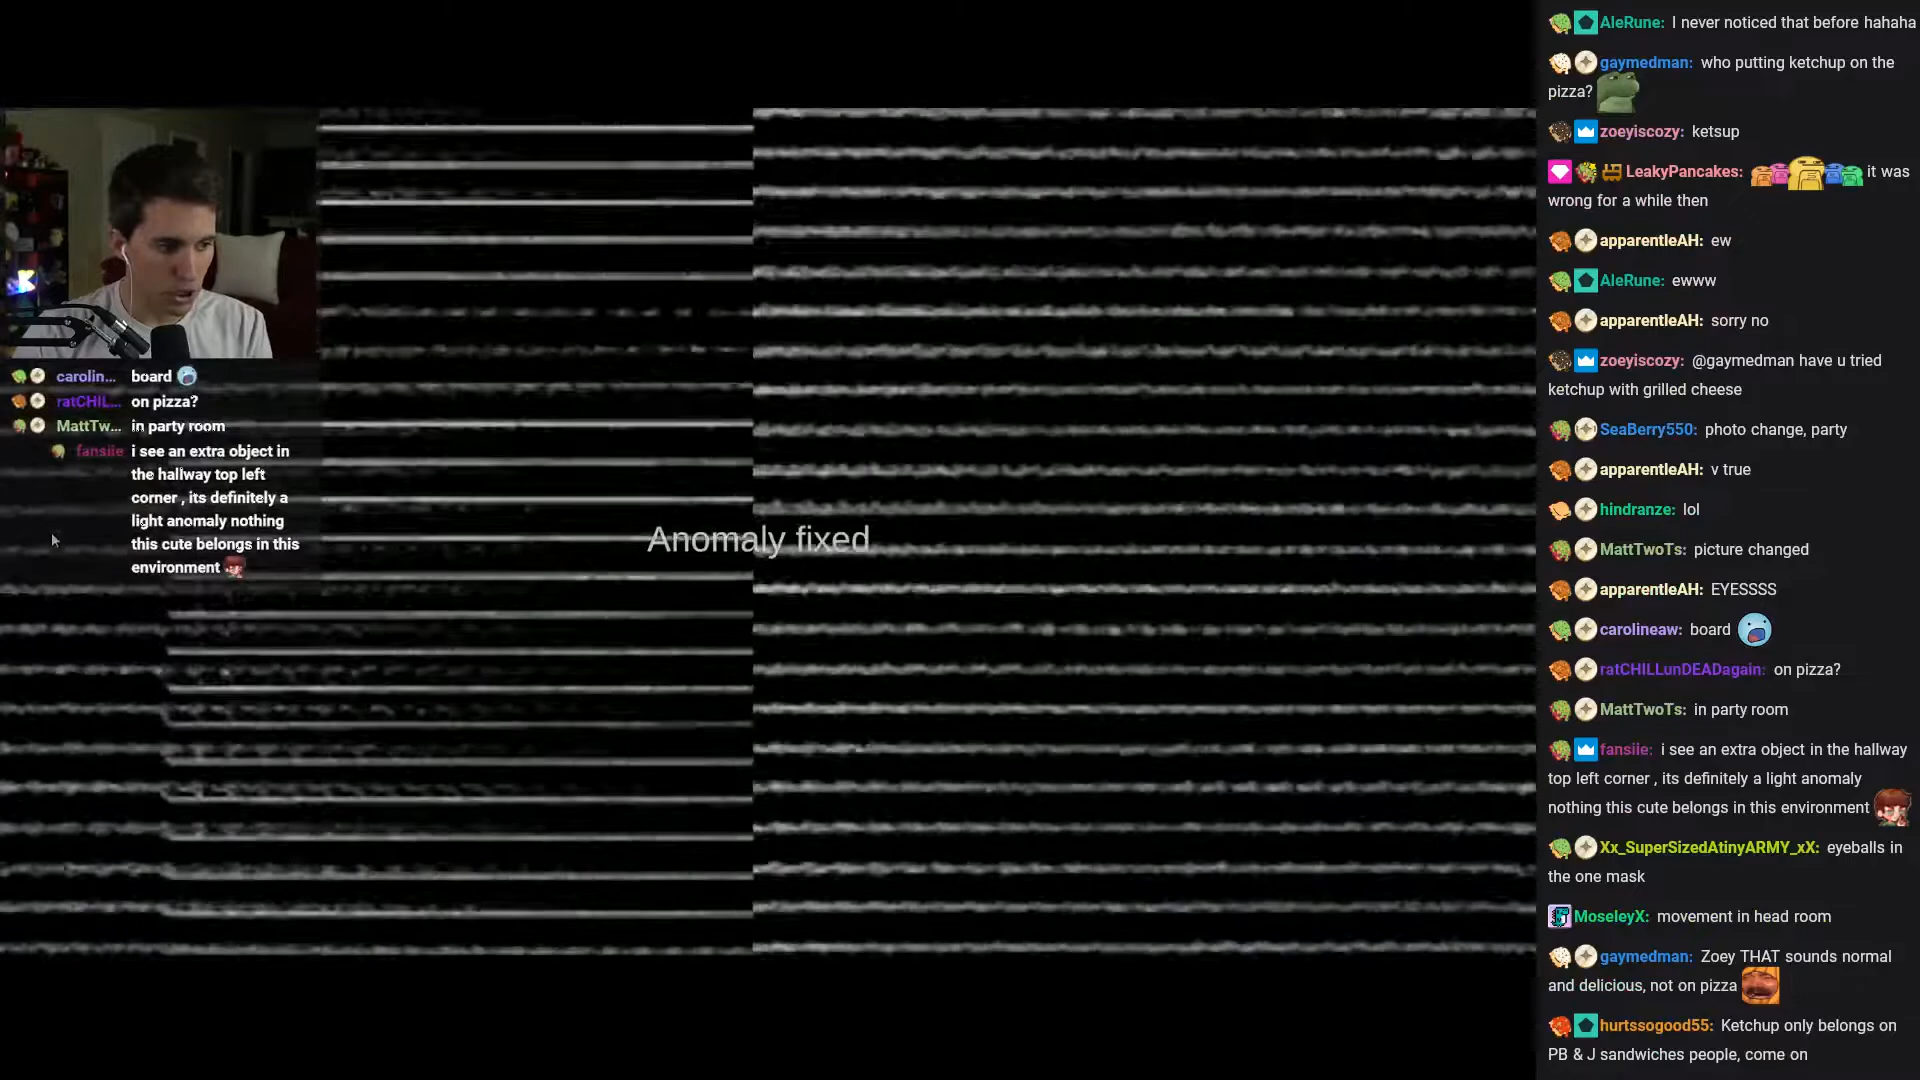 carolin... board
ratCHIL... on pizza?
MattTw... in party room
fansiie i see an extra object in
the hallway top left
corner , its definitely a
light anomaly nothing
this cute belongs in this
environment
Anomaly fixed
AleRune: I never noticed that before hahaha
gaymedman: who putting ketchup on the
pizza?
zoeyiscozy: ketsup
LeakyPancakes: it was
wrong for a while then
apparentleAH: ew
AleRune: ewww
apparentleAH: sorry no
zoeyiscozy: @gaymedman have u tried
ketchup with grilled cheese
SeaBerry550: photo change, party
apparentleAH: v true
hindranze: lol
MattTwoTs: picture changed
apparentleAH: EYESSSS
carolineaw: board
ratCHILLunDEADagain: on pizza?
MattTwoTs: in party room
fansiie: i see an extra object in the hallway
top left corner , its definitely a light anomaly
nothing this cute belongs in this environment
Xx_SuperSizedAtinyARMY_xX: eyeballs in
the one mask
MoseleyX: movement in head room
gaymedman: Zoey THAT sounds normal
and delicious, not on pizza
hurtssogood55: Ketchup only belongs on
PB & J sandwiches people, come on